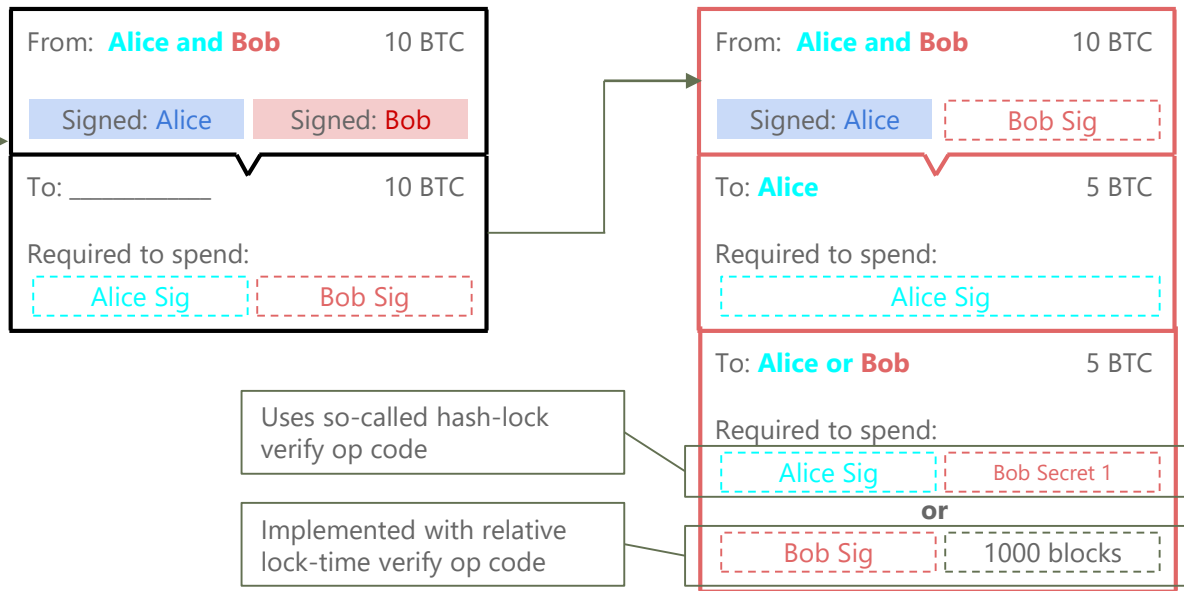 From: Alice and Bob 10 BTC
Signed: Alice Signed: Bob
To: ____________ 10 BTC
Required to spend:
Alice Sig Bob Sig
From: Alice and Bob 10 BTC
Signed: Alice Bob Sig
To: Alice 5 BTC
Required to spend:
Alice Sig
To: Alice or Bob 5 BTC
Required to spend:
Alice Sig Bob Secret 1
or
Bob Sig 1000 blocks
Uses so-called hash-lock
verify op code
Implemented with relative
lock-time verify op code